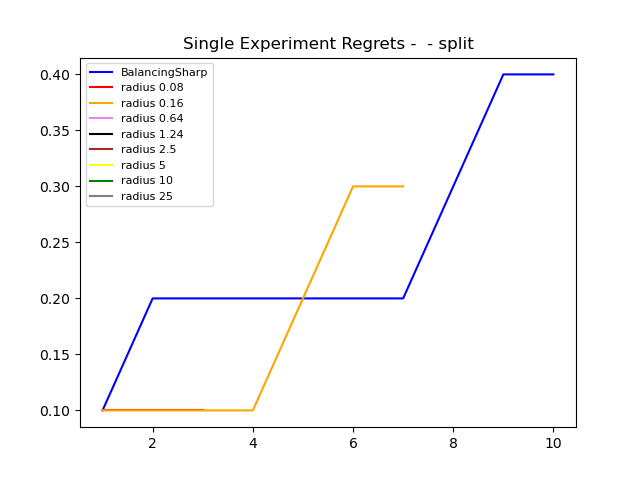 Single Experiment Regrets -  - split
0.40
0.35
0.30
0.25
0.20
0.15
0.10
BalancingSharp
radius 0.08
radius 0.16
radius 0.64
radius 1.24
radius 2.5
radius 5
radius 10
radius 25
2 4 6 8 10